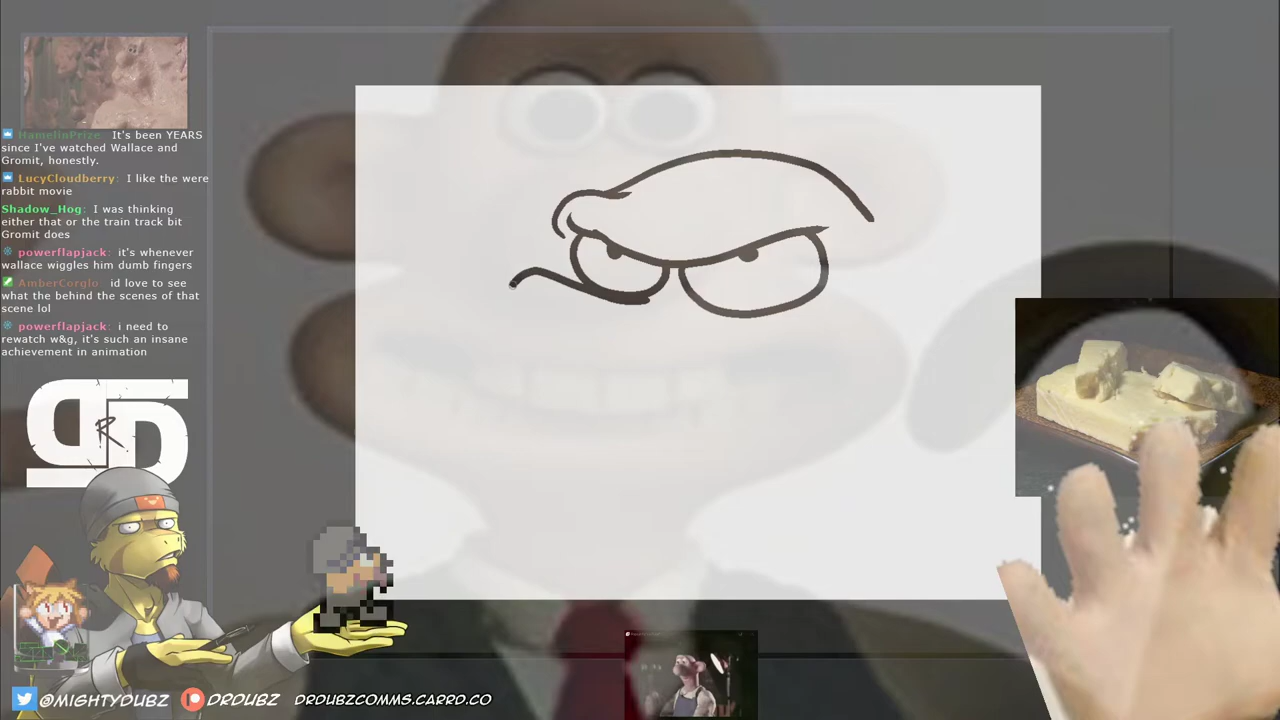 HamelinPrize: It's been YEARS
since I've watched Wallace and
Gromit, honestly.
LucyCloudberry: I like the were
rabbit movie
Shadow_Hog: I was thinking
either that or the train track bit
Gromit does
powerflapjack: it's whenever
wallace wiggles him dumb fingers
AmberCorgio: id love to see
what the behind the scenes of that
scene lol
powerflapjack: i need to
rewatch w&g, it's such an insane
achievement in animation
DRD
@MIGHTYDUBZ DRDUBZ DRDUBZCOMMS.CARRD.CO